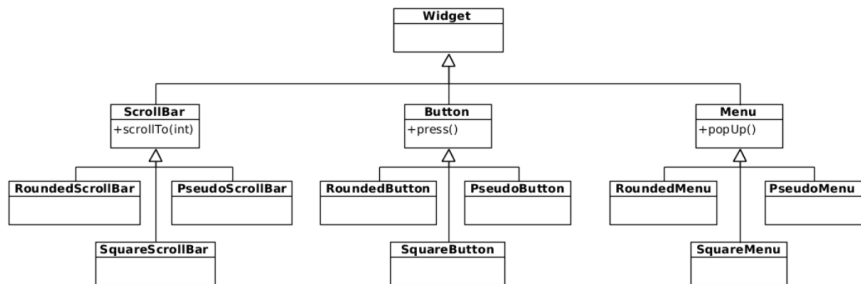 Widget
ScrollBar
+scrollTo(int)
Button
+press()
Menu
+popUp()
RoundedScrollBar
PseudoScrollBar
RoundedButton
PseudoButton
RoundedMenu
PseudoMenu
SquareScrollBar
SquareButton
SquareMenu